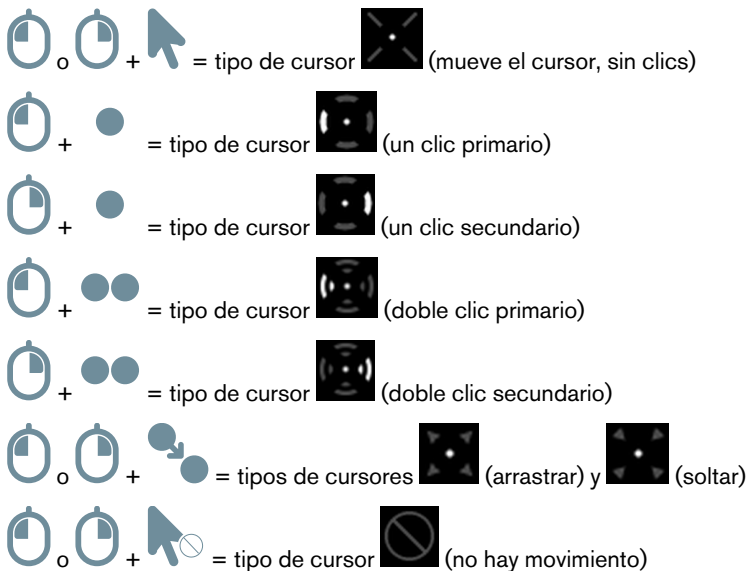 o + = tipo de cursor (mueve el cursor, sin clics)
+ = tipo de cursor (un clic primario)
+ = tipo de cursor (un clic secundario)
+ = tipo de cursor (doble clic primario)
+ = tipo de cursor (doble clic secundario)
o + = tipos de cursores (arrastrar) y (soltar)
o + = tipo de cursor (no hay movimiento)